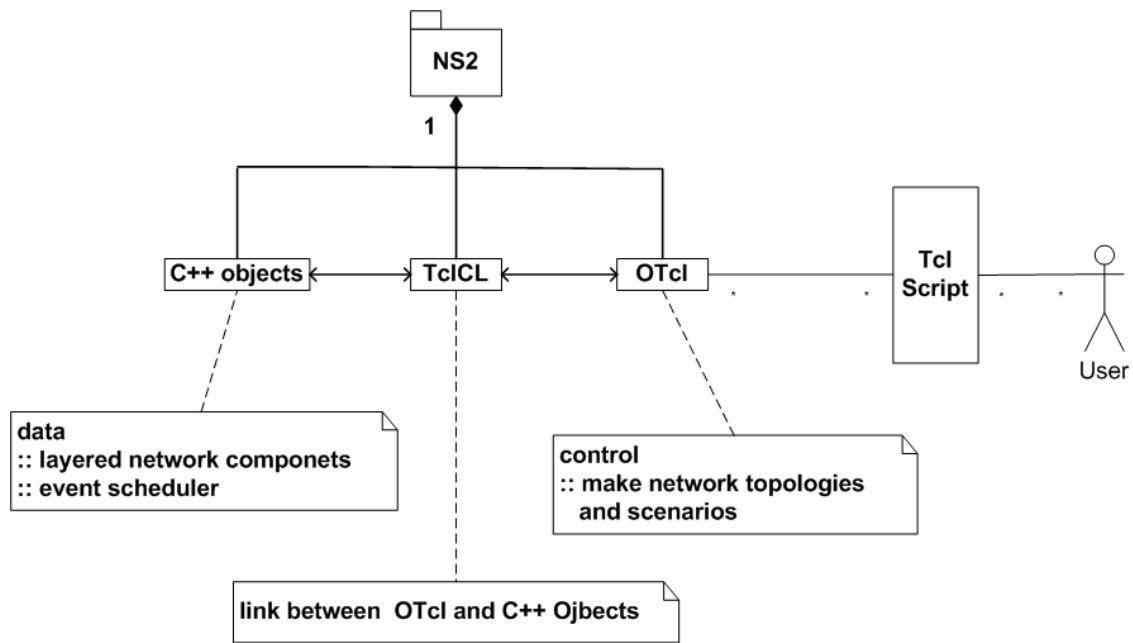 NS2
1
C++ objects
TclCL
OTcl
* * * *
Tcl
Script
User
data
:: layered network componets
:: event scheduler
control
:: make network topologies
and scenarios
link between OTcl and C++ Ojbects